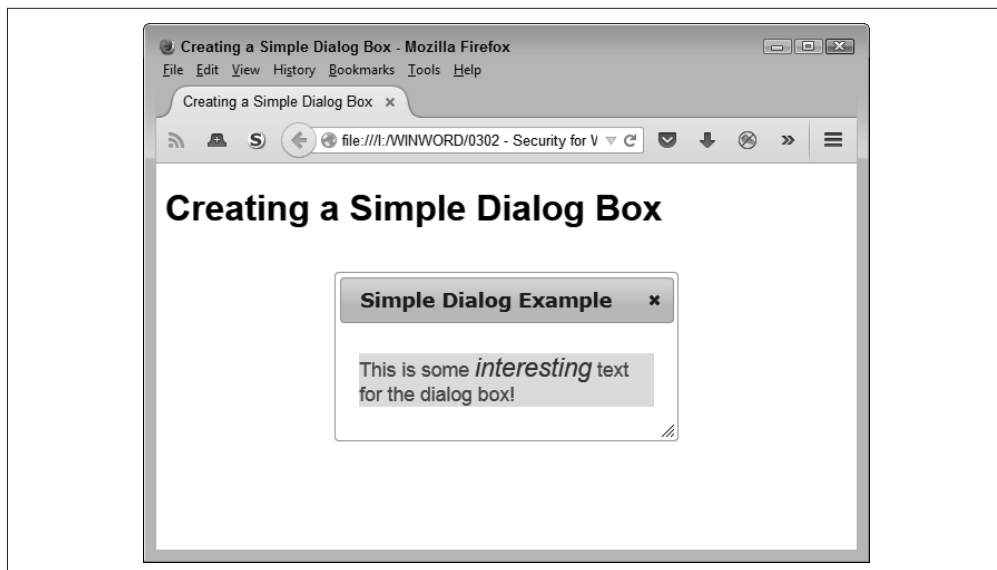 Creating a Simple Dialog Box - Mozilla Firefox
File Edit View History Bookmarks Tools Help
Creating a Simple Dialog Box
S
file:///I:/WINWORD/0302 - Security for V
Creating a Simple Dialog Box
Simple Dialog Example
This is some interesting text
for the dialog box!